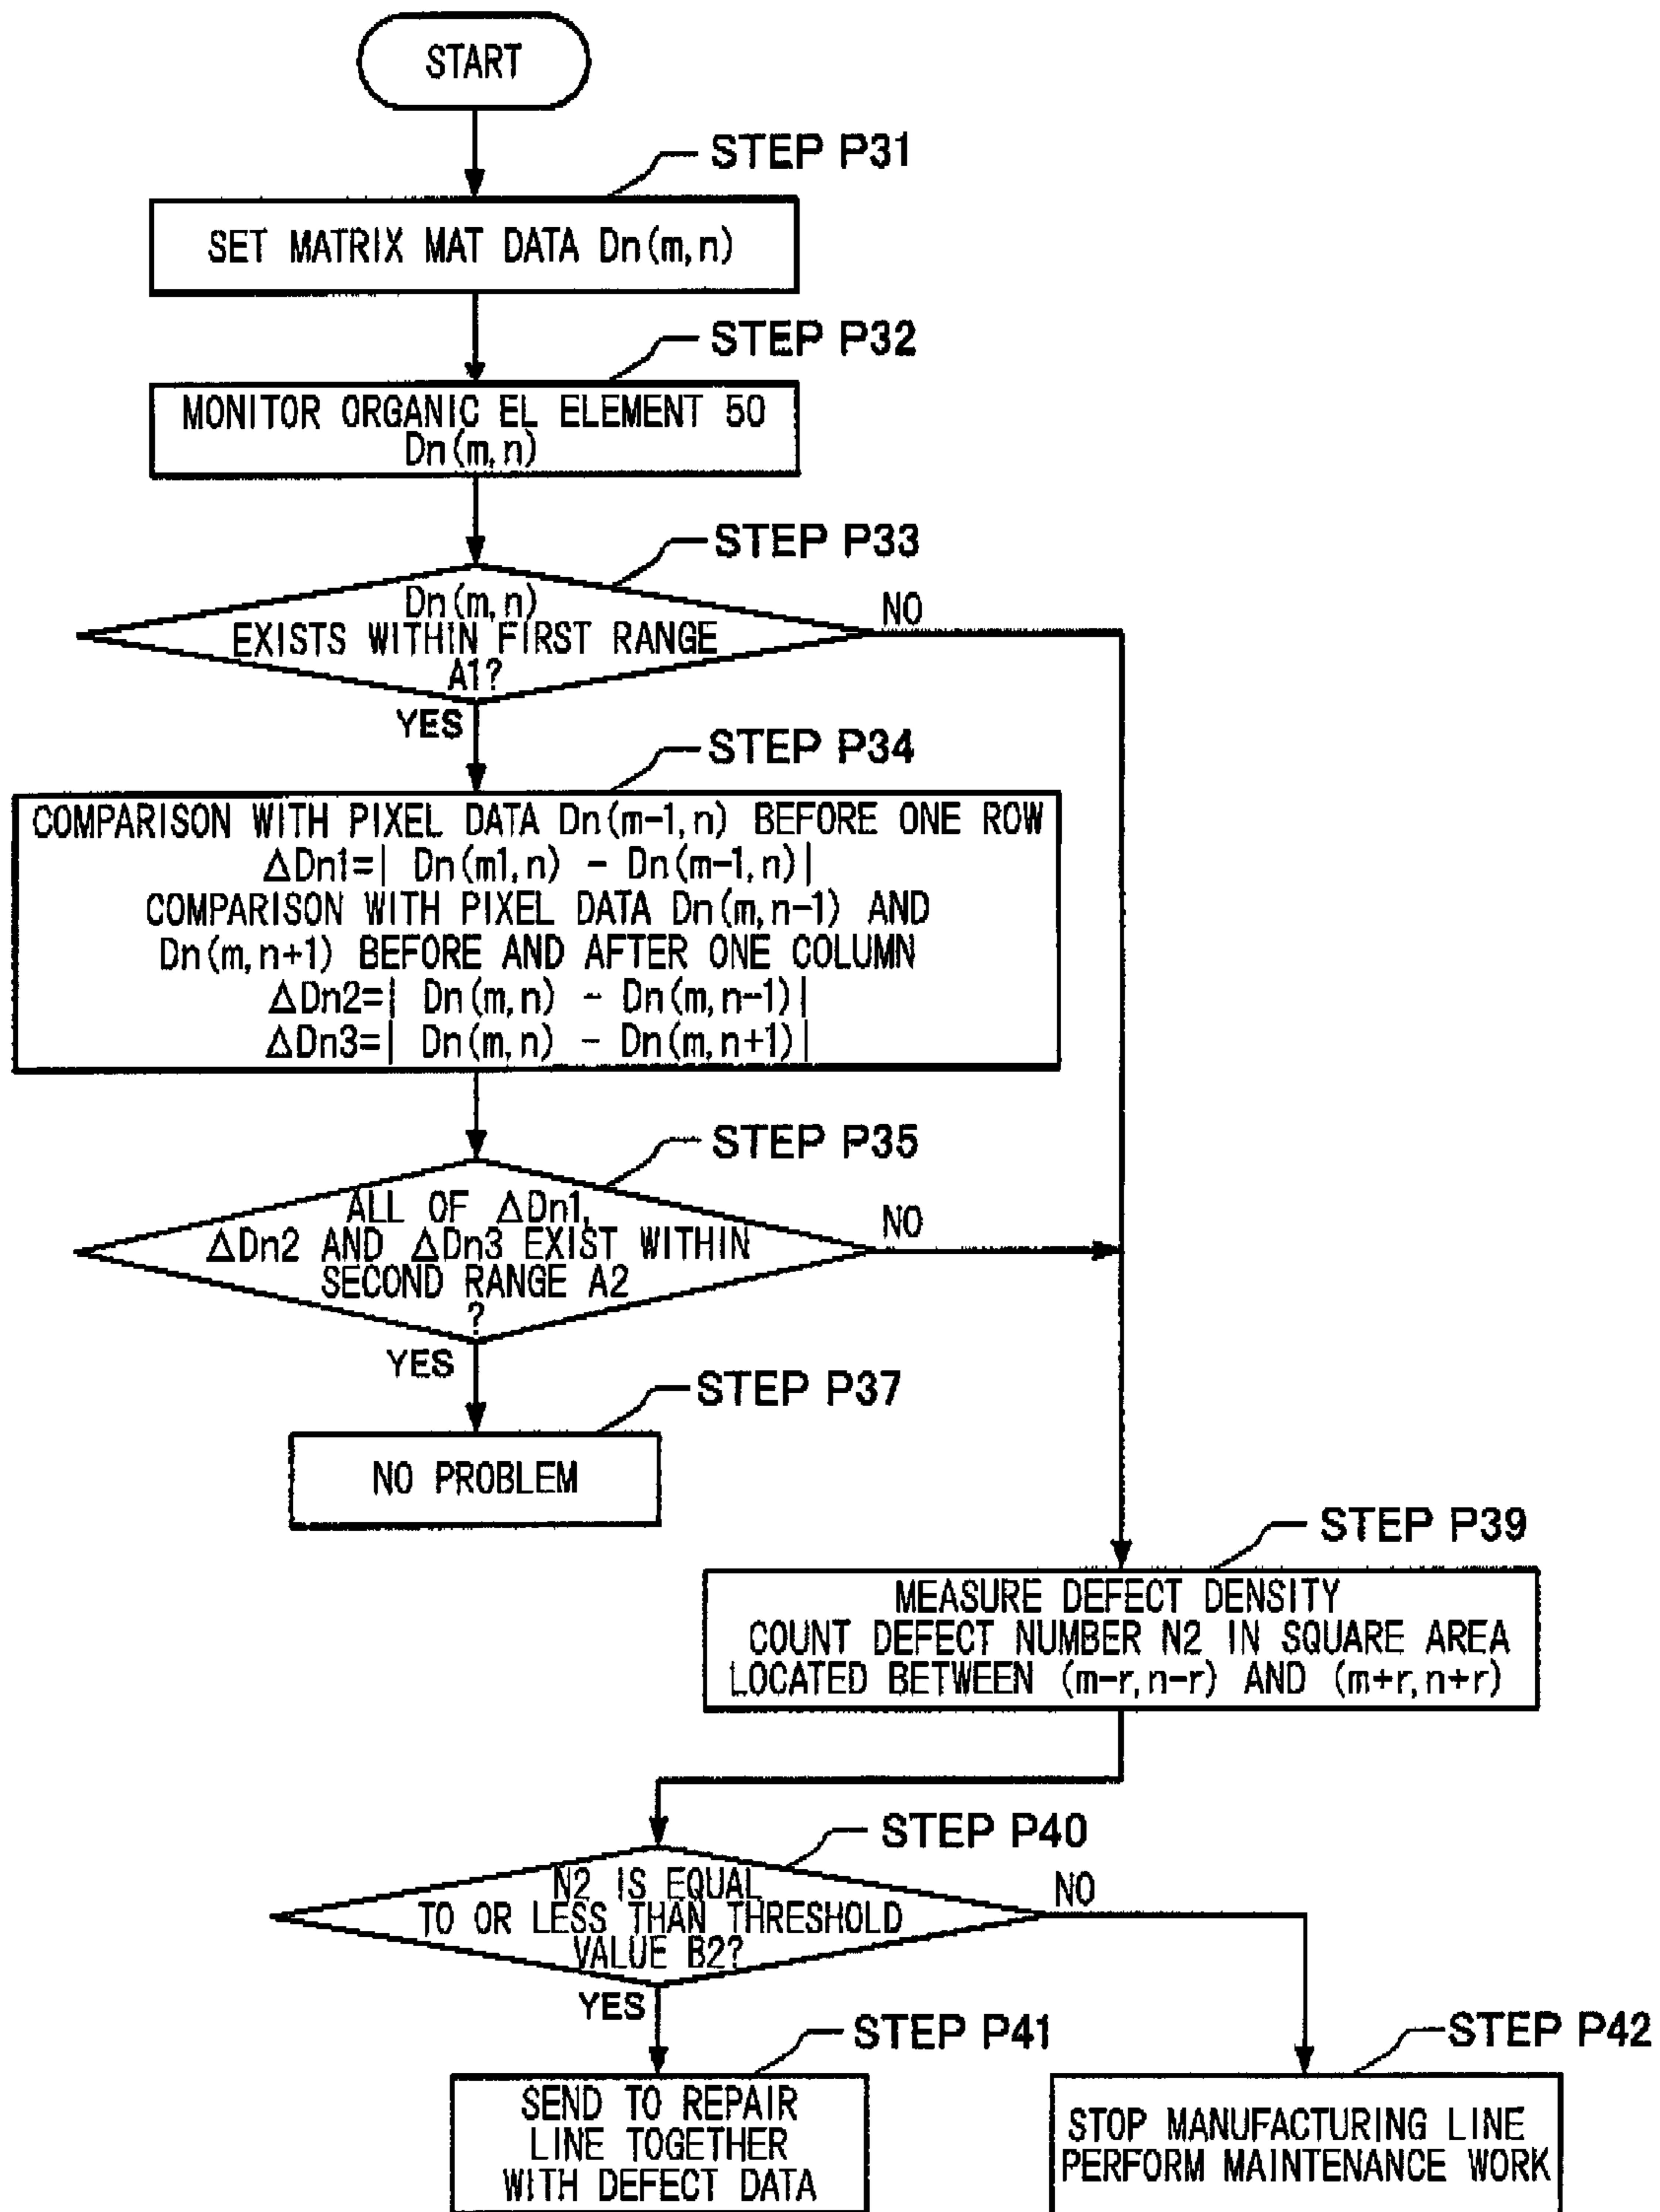 START
STEP P31
SET MATRIX MAT DATA Dn(m,n)
STEP P32
MONITOR ORGANIC EL ELEMENT 50
Dn(m,n)
STEP P33
Dn(m,n)
EXISTS WITHIN FIRST RANGE
A1?
NO
YES
STEP P34
COMPARISON WITH PIXEL DATA Dn(m-1,n) BEFORE ONE ROW
ΔDn1=| Dn(m1,n) - Dn(m-1,n)|
COMPARISON WITH PIXEL DATA Dn(m,n-1) AND
Dn(m,n+1) BEFORE AND AFTER ONE COLUMN
ΔDn2=| Dn(m,n) - Dn(m,n-1)|
ΔDn3=| Dn(m,n) - Dn(m,n+1)|
STEP P35
ALL OF ΔDn1,
ΔDn2 AND ΔDn3 EXIST WITHIN
SECOND RANGE A2
?
NO
YES
STEP P37
NO PROBLEM
STEP P39
MEASURE DEFECT DENSITY
COUNT DEFECT NUMBER N2 IN SQUARE AREA
LOCATED BETWEEN (m-r,n-r) AND (m+r,n+r)
STEP P40
N2 IS EQUAL
TO OR LESS THAN THRESHOLD
VALUE B2?
NO
YES
STEP P41
SEND TO REPAIR
LINE TOGETHER
WITH DEFECT DATA
STEP P42
STOP MANUFACTURING LINE
PERFORM MAINTENANCE WORK